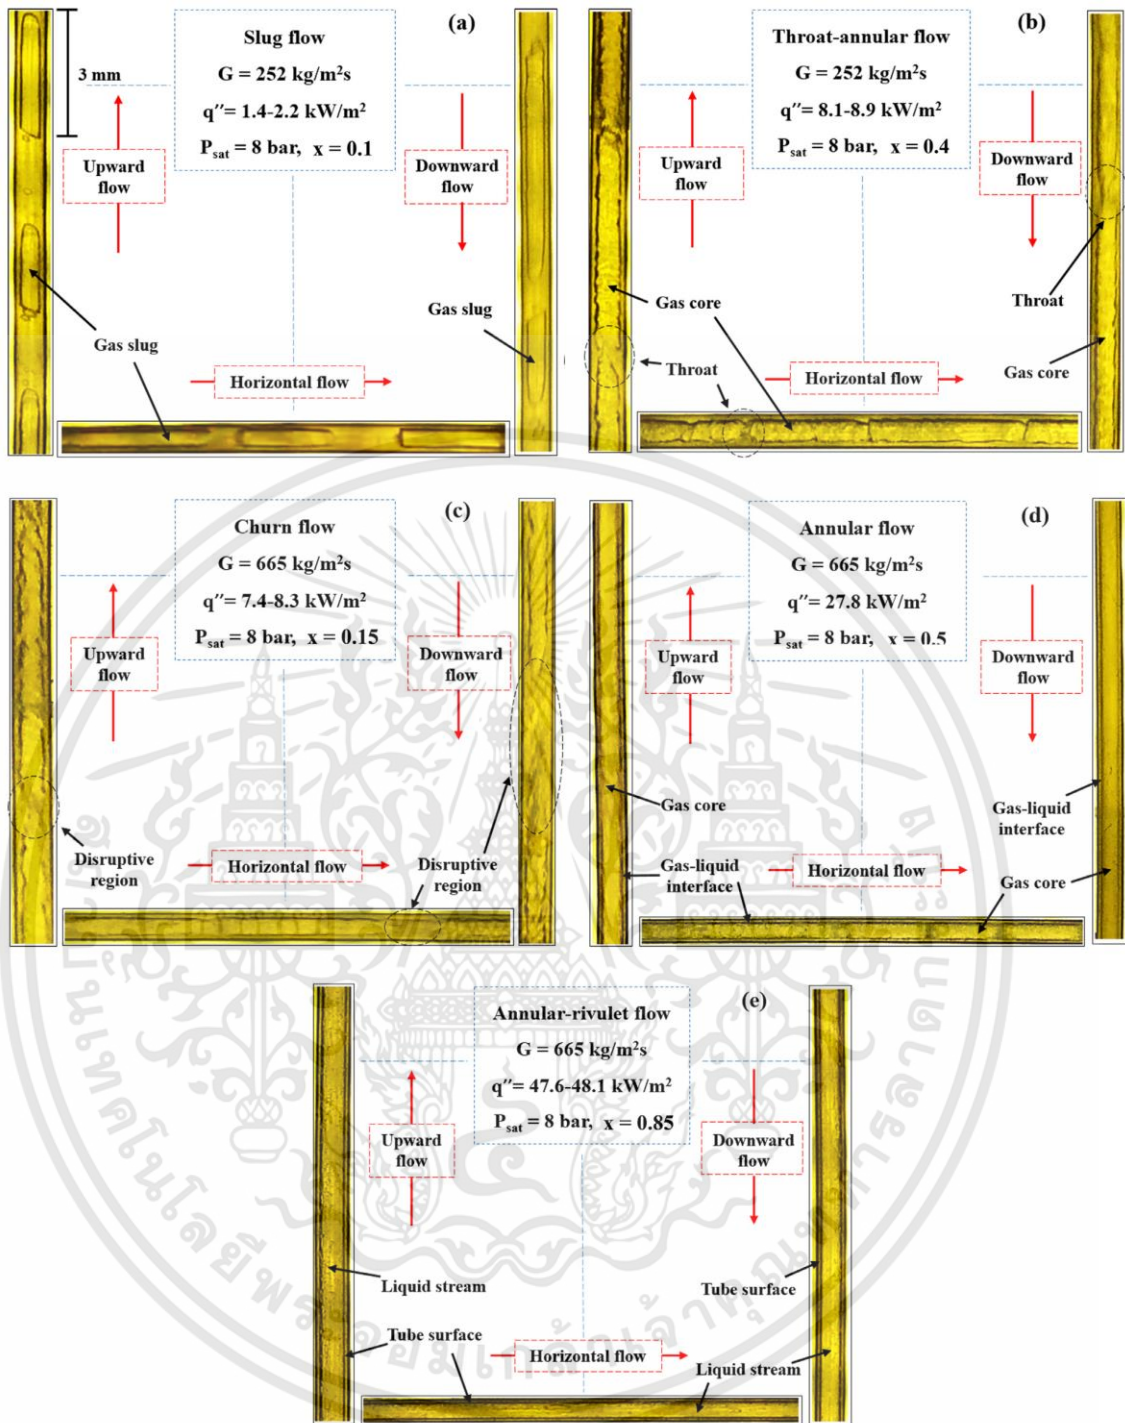 (a)
Slug flow
G = 252 kg/m²s
q″= 1.4-2.2 kW/m²
Psat = 8 bar, x = 0.1
3 mm
Upward
flow
Downward
flow
Gas slug
Gas slug
Horizontal flow
(b)
Throat-annular flow
G = 252 kg/m²s
q″= 8.1-8.9 kW/m²
Psat = 8 bar, x = 0.4
Upward
flow
Downward
flow
Gas core
Throat
Throat
Gas core
Horizontal flow
(c)
Churn flow
G = 665 kg/m²s
q″= 7.4-8.3 kW/m²
Psat = 8 bar, x = 0.15
Upward
flow
Downward
flow
Disruptive
region
Disruptive
region
Horizontal flow
(d)
Annular flow
G = 665 kg/m²s
q″= 27.8 kW/m²
Psat = 8 bar, x = 0.5
Upward
flow
Downward
flow
Gas core
Gas-liquid
interface
Gas-liquid
interface
Horizontal flow
Gas core
(e)
Annular-rivulet flow
G = 665 kg/m²s
q″= 47.6-48.1 kW/m²
Psat = 8 bar, x = 0.85
Upward
flow
Downward
flow
Liquid stream
Tube surface
Tube surface
Horizontal flow
Liquid stream